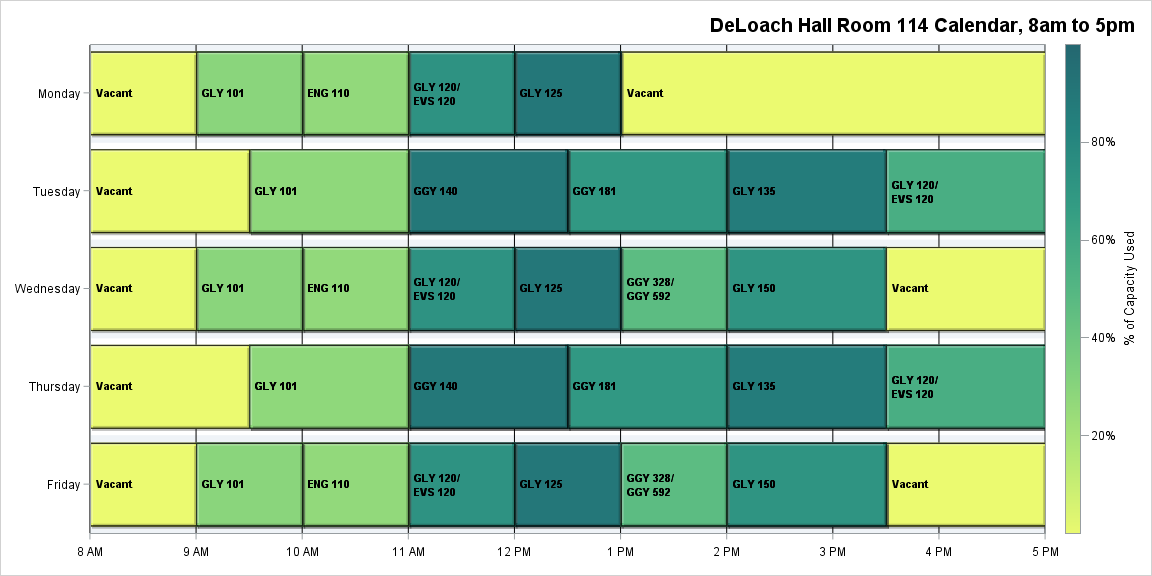 DeLoach Hall Room 114 Calendar, 8am to 5pm
Monday
Vacant
GLY 101
ENG 110
GLY 120/
EVS 120
GLY 125
Vacant
Tuesday
Vacant
GLY 101
GGY 140
GGY 181
GLY 135
GLY 120/
EVS 120
Wednesday
Vacant
GLY 101
ENG 110
GLY 120/
EVS 120
GLY 125
GGY 328/
GGY 592
GLY 150
Vacant
Thursday
Vacant
GLY 101
GGY 140
GGY 181
GLY 135
GLY 120/
EVS 120
Friday
Vacant
GLY 101
ENG 110
GLY 120/
EVS 120
GLY 125
GGY 328/
GGY 592
GLY 150
Vacant
8 AM
9 AM
10 AM
11 AM
12 PM
1 PM
2 PM
3 PM
4 PM
5 PM
80%
60%
40%
20%
% of Capacity Used